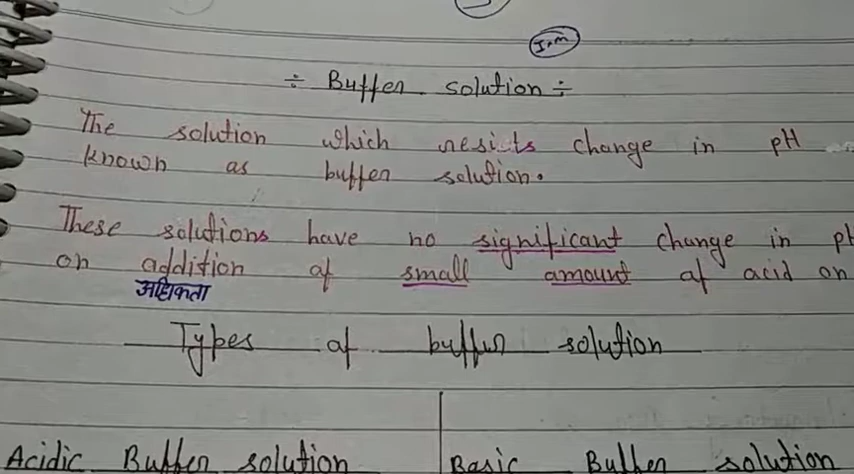 Imm
÷ Buffer solution ÷
The solution which resists change in pH
known as buffer solution.
These solutions have no significant change in pH
on addition of small amount of acid or
अधिकता
Types of buffer solution
Acidic Buffer solution
Basic Buffer solution